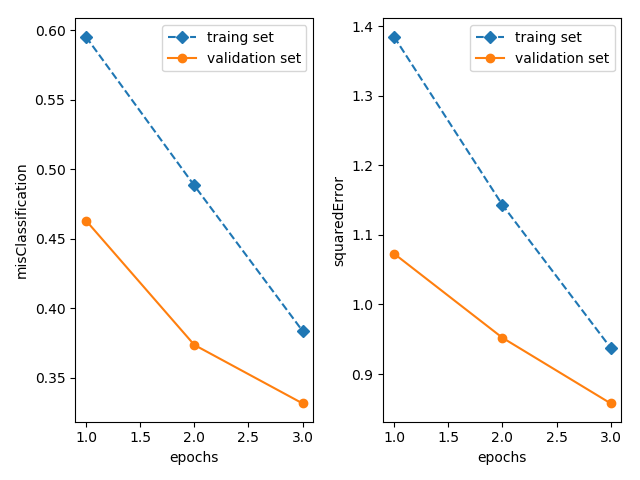 0.60
0.55
0.50
0.45
0.40
0.35
misClassification
1.0 1.5 2.0 2.5 3.0
epochs
traing set
validation set
1.4
1.3
1.2
1.1
1.0
0.9
squaredError
1.0 1.5 2.0 2.5 3.0
epochs
traing set
validation set